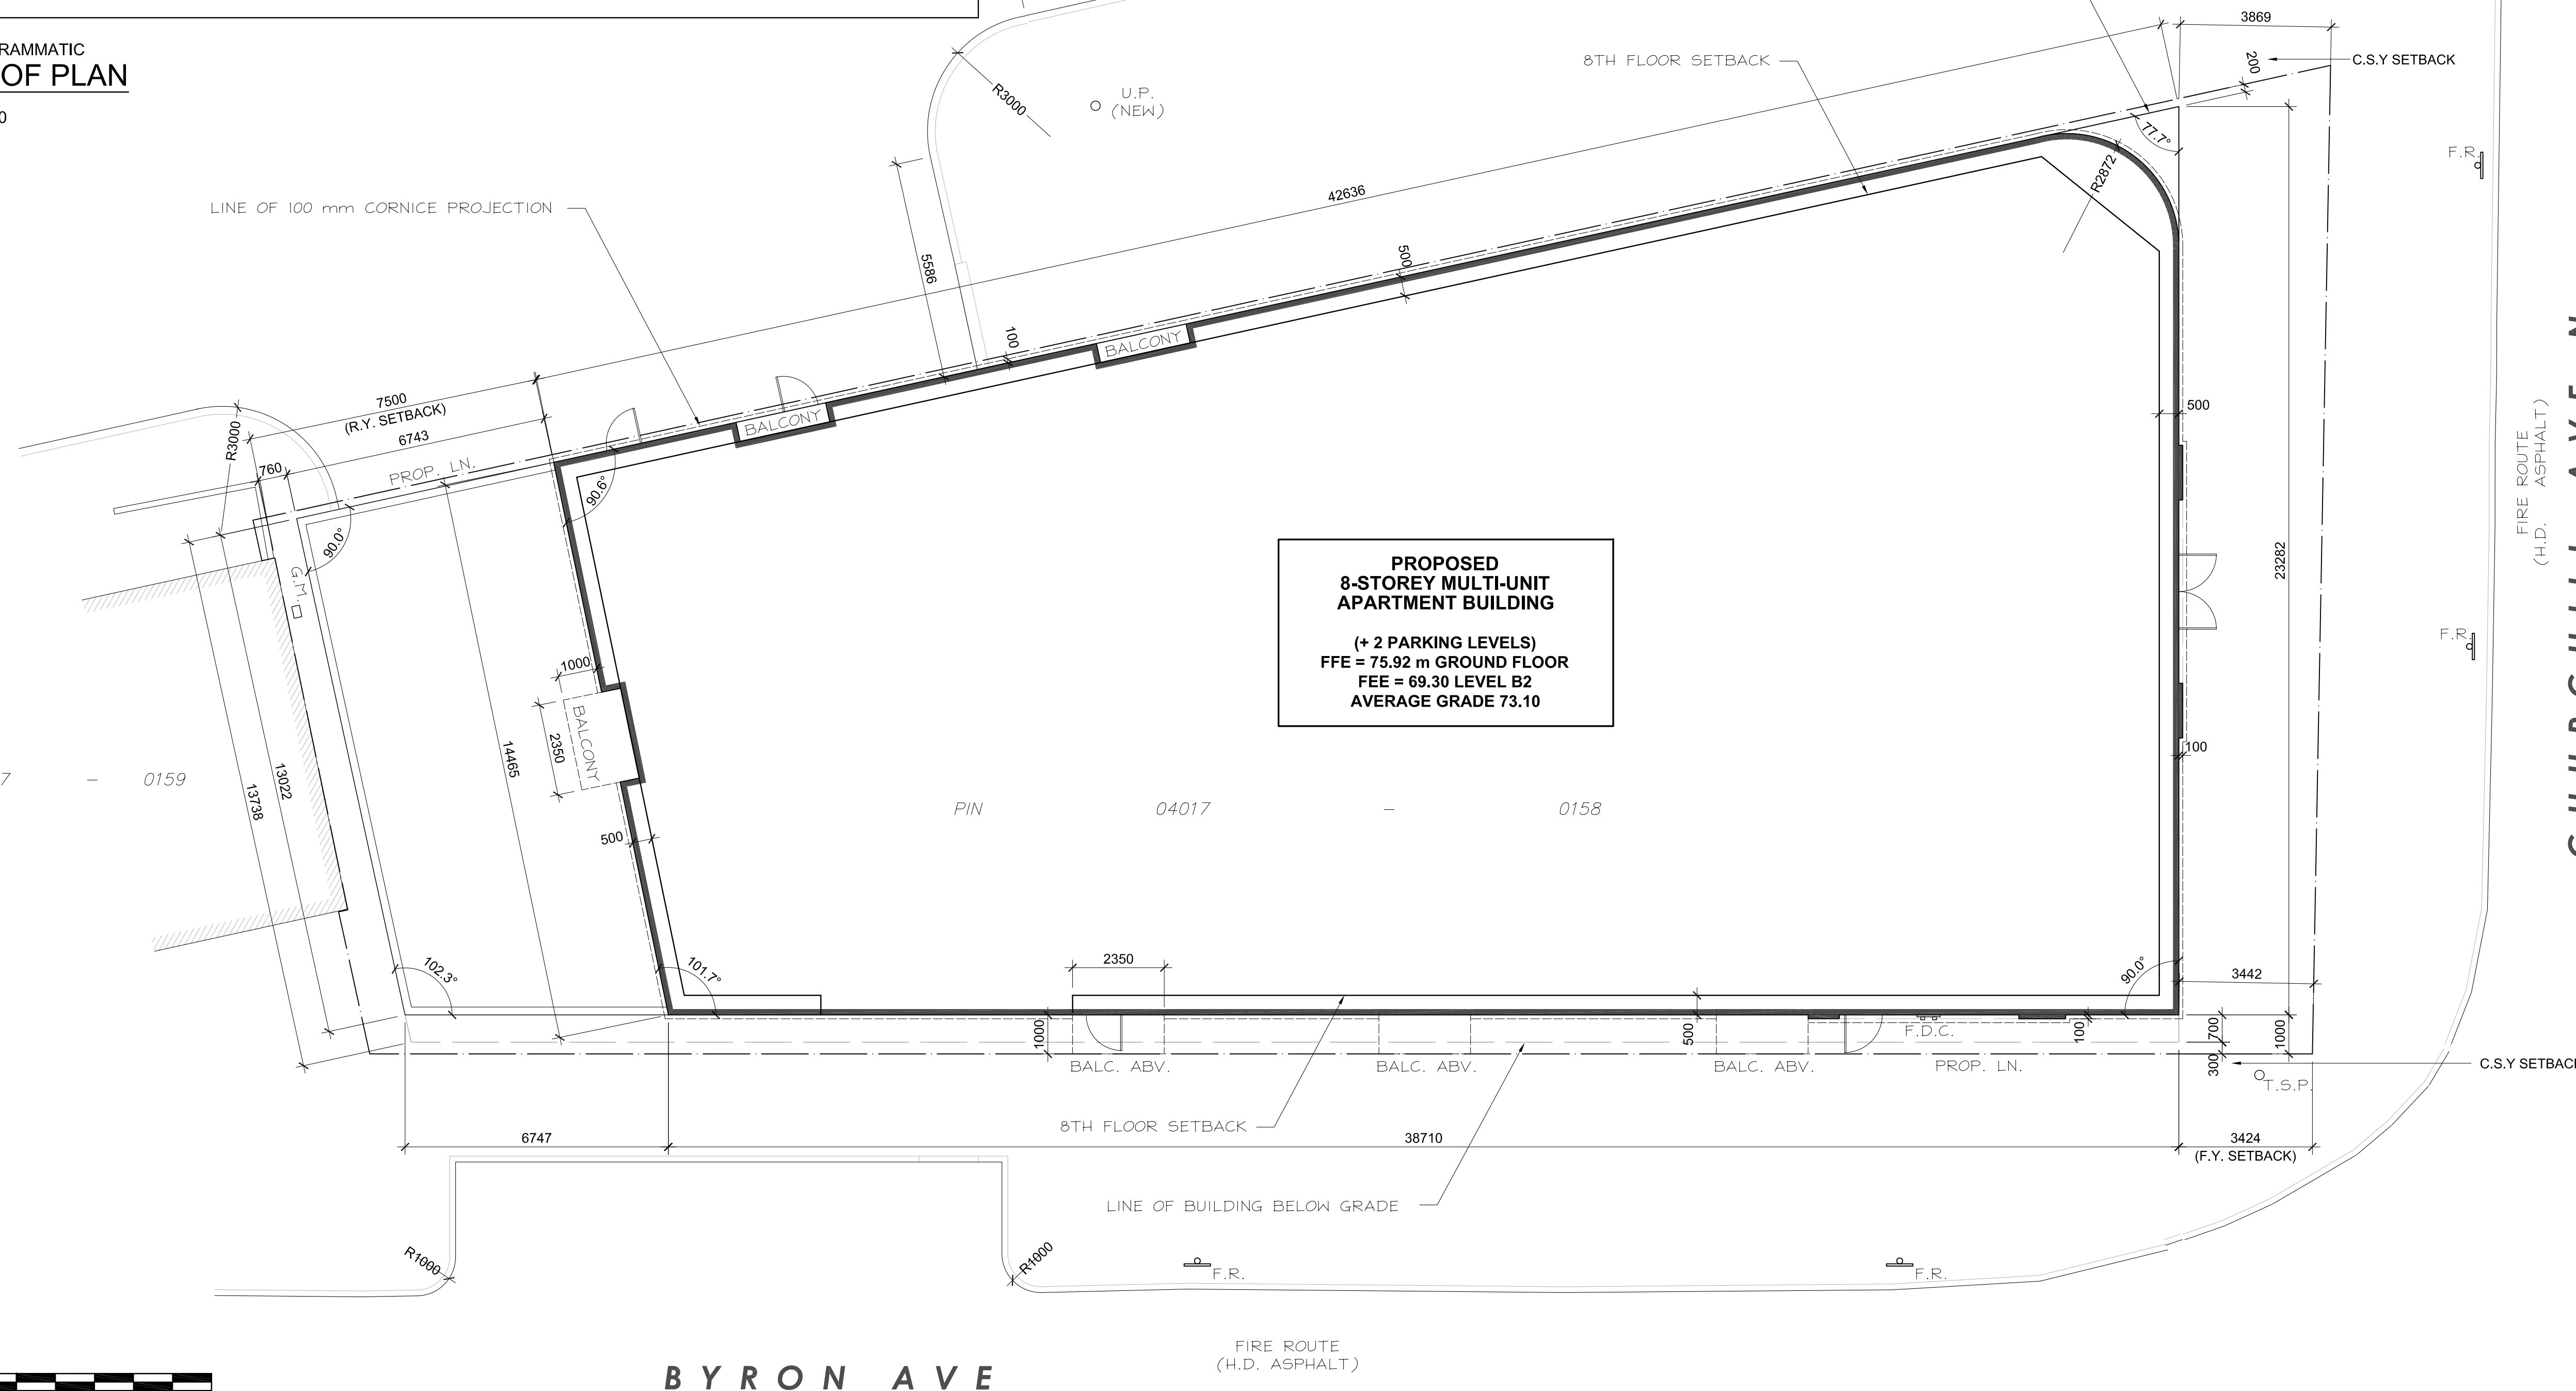 RAMMATIC
OF PLAN
0
3869
200
C.S.Y SETBACK
8TH FLOOR SETBACK
U.P.
(NEW)
R3000
77.7°
R2872
F.R.
42636
LINE OF 100 mm CORNICE PROJECTION
5586
500
100
BALCONY
7500
(R.Y. SETBACK)
6743
R3000
760
PROP. LN.
BALCONY
90.6°
90.0°
500
FIRE ROUTE
(H.D. ASPHALT)
G.M.
PROPOSED
8-STOREY MULTI-UNIT
APARTMENT BUILDING
(+ 2 PARKING LEVELS)
FFE = 75.92 m GROUND FLOOR
FEE = 69.30 LEVEL B2
AVERAGE GRADE 73.10
23282
F.R.
1000
2350
BALCONY
14465
13022
13738
100
7 - 0159
PIN 04017 - 0158
500
102.3°
101.7°
2350
90.0°
3442
1000
500
F.D.C.
100
700
1000
300
BALC. ABV.
BALC. ABV.
BALC. ABV.
PROP. LN.
C.S.Y SETBACK
T.S.P.
8TH FLOOR SETBACK
6747
38710
3424
(F.Y. SETBACK)
LINE OF BUILDING BELOW GRADE
R1000
R1000
F.R.
F.R.
FIRE ROUTE
(H.D. ASPHALT)
BYRON AVE